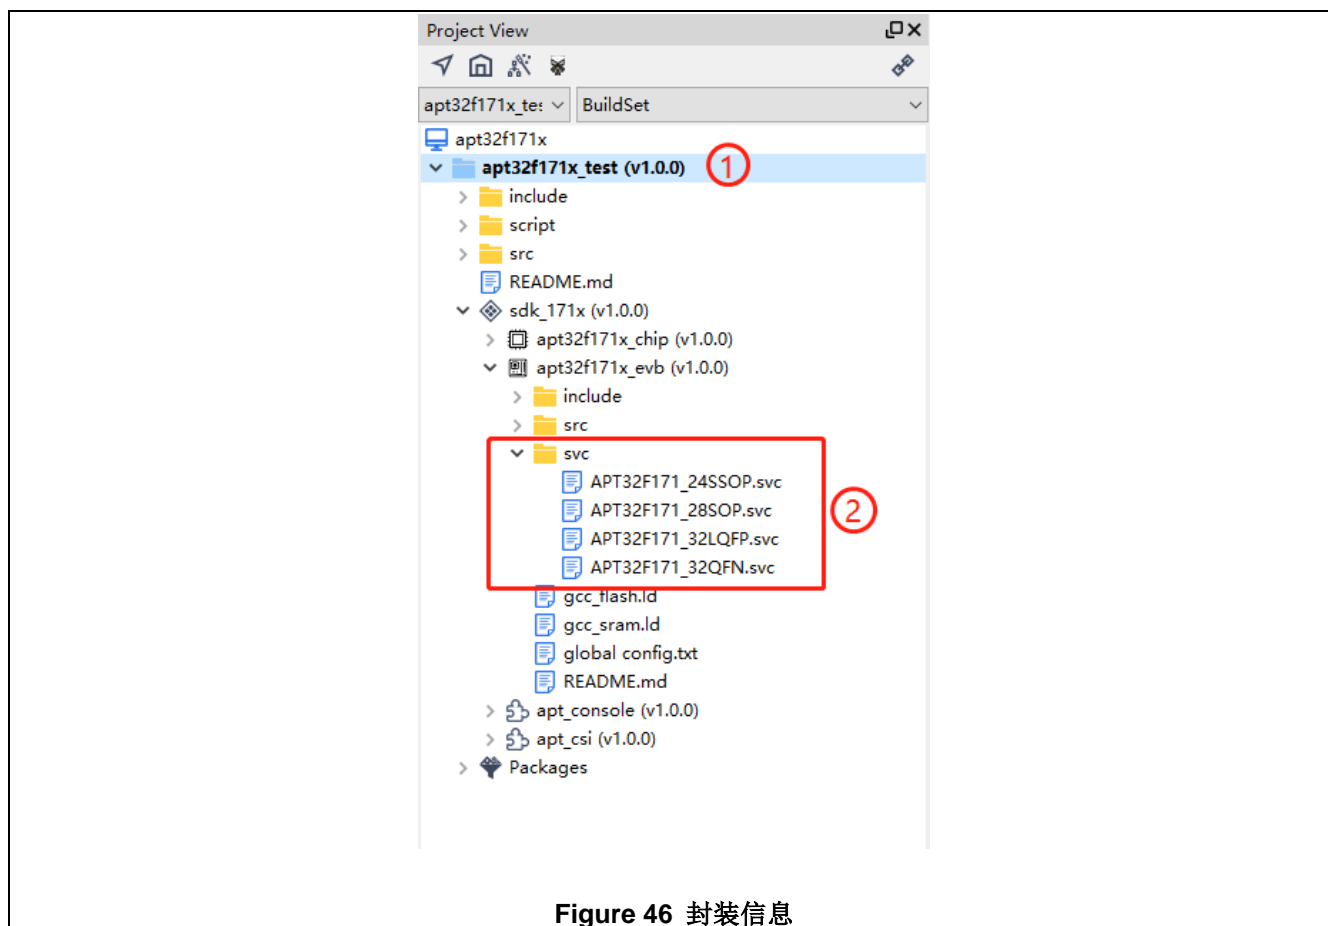 Project View
apt32f171x_te: BuildSet
apt32f171x
apt32f171x_test (v1.0.0) 1
include
script
src
README.md
sdk_171x (v1.0.0)
apt32f171x_chip (v1.0.0)
apt32f171x_evb (v1.0.0)
include
src
svc
APT32F171_24SSOP.svc
APT32F171_28SOP.svc 2
APT32F171_32LQFP.svc
APT32F171_32QFN.svc
gcc_flash.ld
gcc_sram.ld
global config.txt
README.md
apt_console (v1.0.0)
apt_csi (v1.0.0)
Packages
Figure 46 封装信息